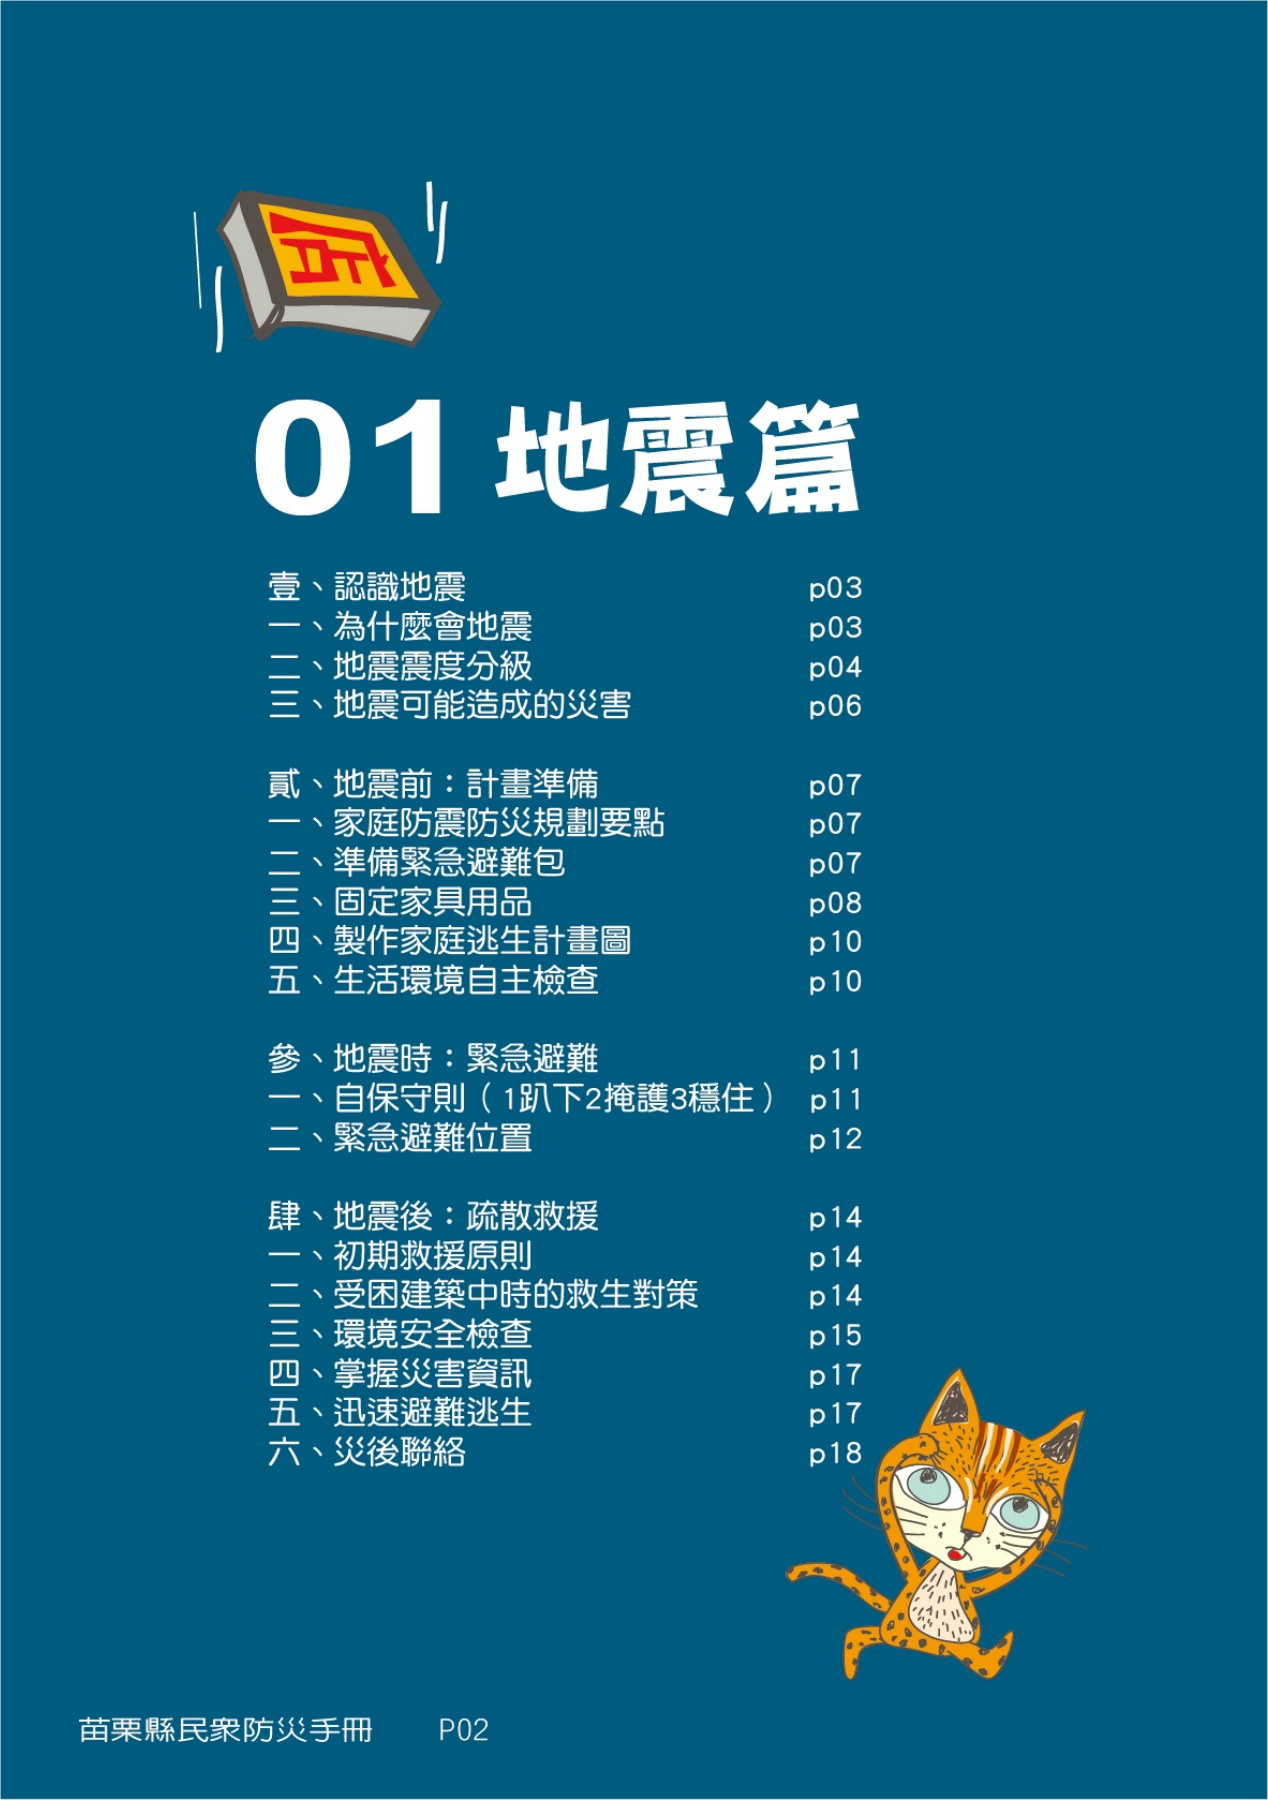 01 地震篇
壹、認識地震 p03
一、為什麼會地震 p03
二、地震震度分級 p04
三、地震可能造成的災害 p06
貳、地震前：計畫準備 p07
一、家庭防震防災規劃要點 p07
二、準備緊急避難包 p07
三、固定家具用品 p08
四、製作家庭逃生計畫圖 p10
五、生活環境自主檢查 p10
參、地震時：緊急避難 p11
一、自保守則（1趴下2掩護3穩住） p11
二、緊急避難位置 p12
肆、地震後：疏散救援 p14
一、初期救援原則 p14
二、受困建築中時的救生對策 p14
三、環境安全檢查 p15
四、掌握災害資訊 p17
五、迅速避難逃生 p17
六、災後聯絡 p18
苗栗縣民眾防災手冊 P02